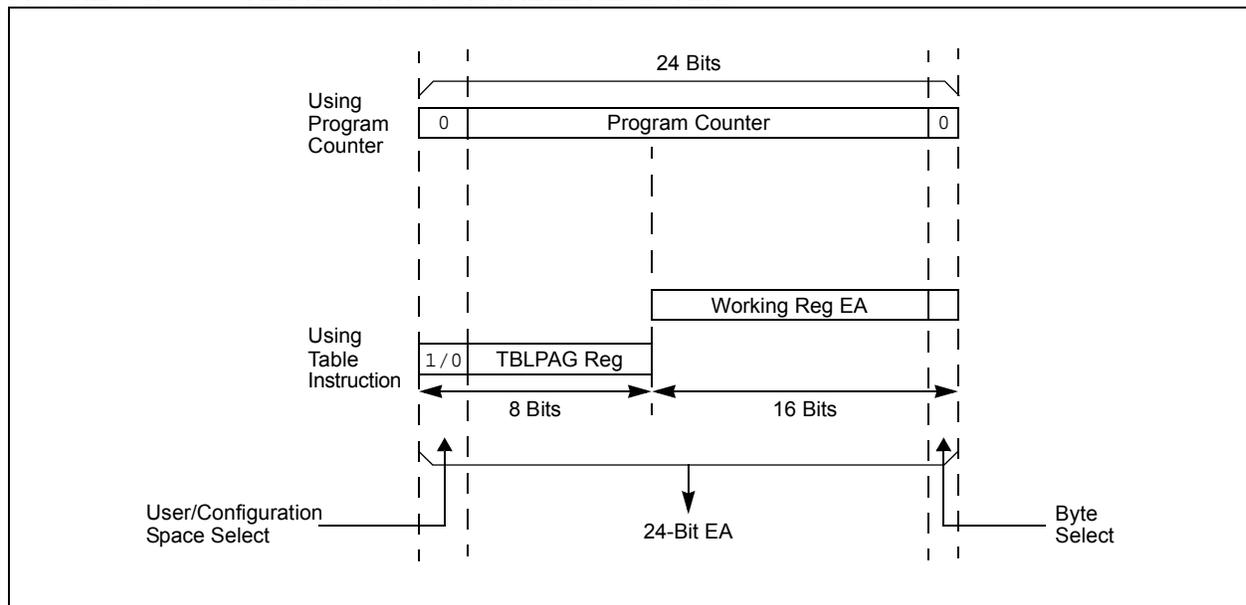 24 Bits
Using
Program
Counter
0
Program Counter
0
Working Reg EA
Using
Table
Instruction
1/0
TBLPAG Reg
8 Bits
16 Bits
User/Configuration
Space Select
24-Bit EA
Byte
Select